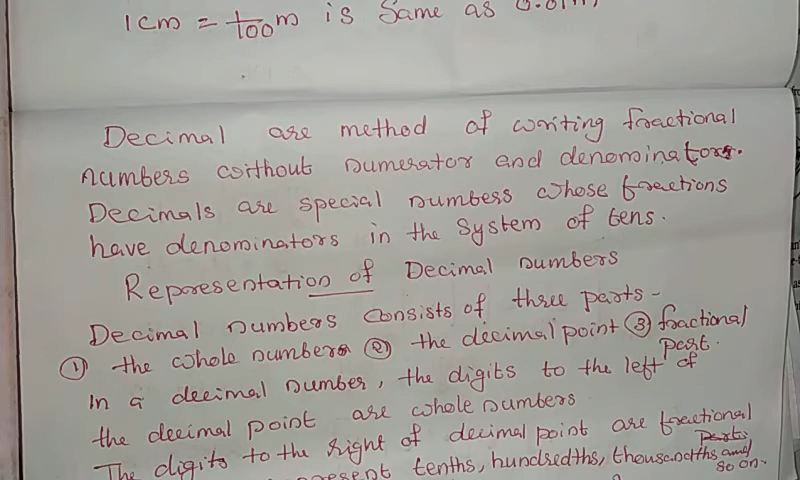 1cm = 1/100 m is same as 0.01m
Decimal are method of writing fractional
numbers without numerator and denominators.
Decimals are special numbers whose fractions
have denominators in the system of tens.
Representation of Decimal numbers
Decimal numbers consists of three parts -
① the whole numbers ② the decimal point ③ fractional part.
In a decimal number, the digits to the left of
the decimal point are whole numbers
The digits to the right of decimal point are fractional parts
present tenths, hundredths, thousandths and so on.